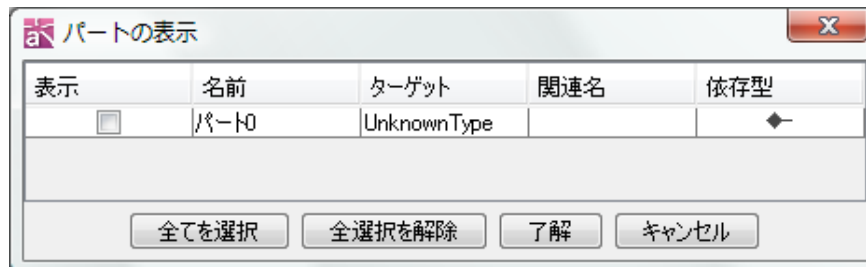 パートの表示
表示 名前 ターゲット 関連名 依存型
パート0 UnknownType
全てを選択 全選択を解除 了解 キャンセル